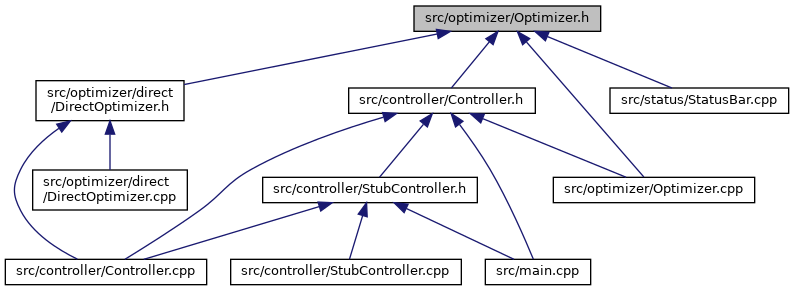 src/optimizer/Optimizer.h
src/optimizer/direct
/DirectOptimizer.h
src/controller/Controller.h
src/status/StatusBar.cpp
src/optimizer/direct
/DirectOptimizer.cpp
src/controller/StubController.h
src/optimizer/Optimizer.cpp
src/controller/Controller.cpp
src/controller/StubController.cpp
src/main.cpp